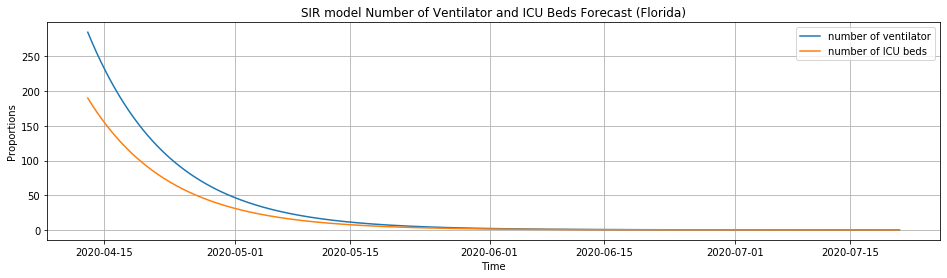 SIR model Number of Ventilator and ICU Beds Forecast (Florida)
number of ventilator
number of ICU beds
Proportions
250
200
150
100
50
0
2020-04-15 2020-05-01 2020-05-15 2020-06-01 2020-06-15 2020-07-01 2020-07-15
Time